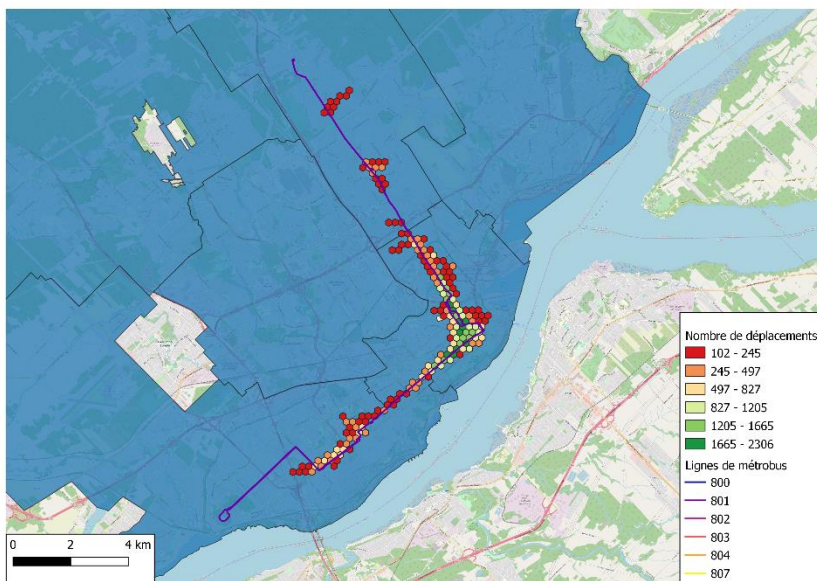 Nombre de déplacements
102 - 245
245 - 497
497 - 827
827 - 1205
1205 - 1665
1665 - 2306
Lignes de métrobus
800
801
802
803
804
807
0 2 4 km